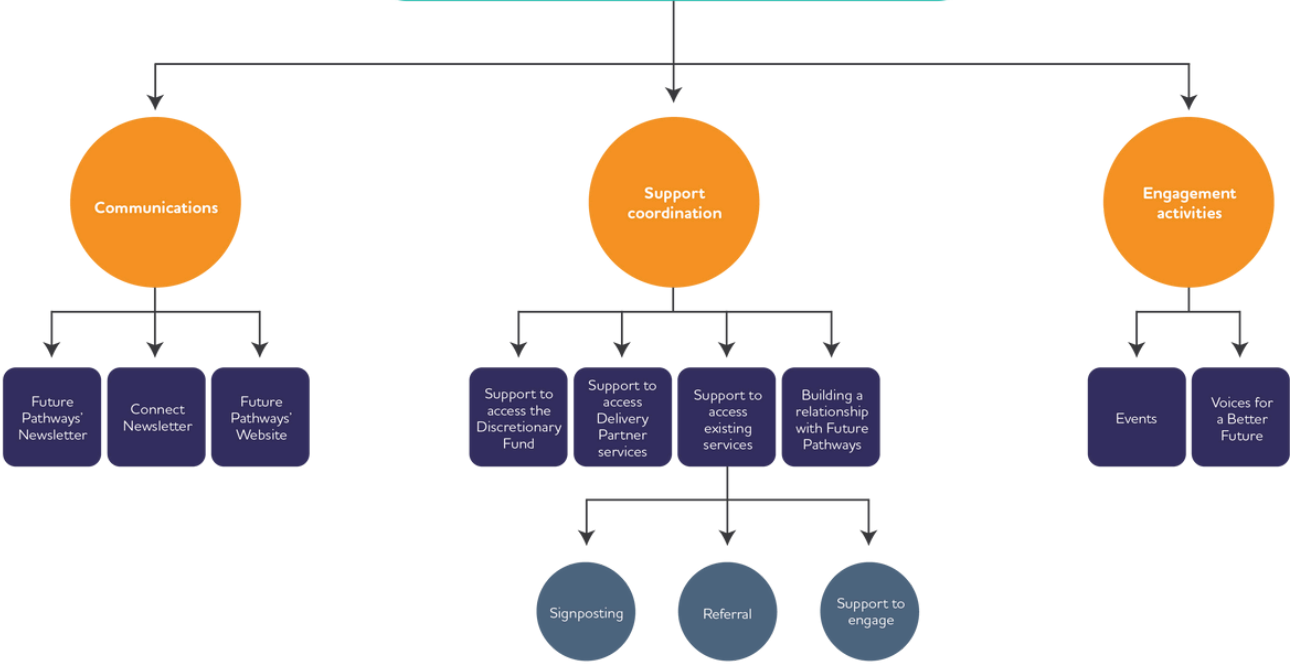 Communications
Support
coordination
Engagement
activities
Future
Pathways'
Newsletter
Connect
Newsletter
Future
Pathways'
Website
Support to
access the
Discretionary
Fund
Support to
access
Delivery
Partner
services
Support to
access
existing
services
Building a
relationship
with Future
Pathways
Events
Voices for
a Better
Future
Signposting
Referral
Support to
engage